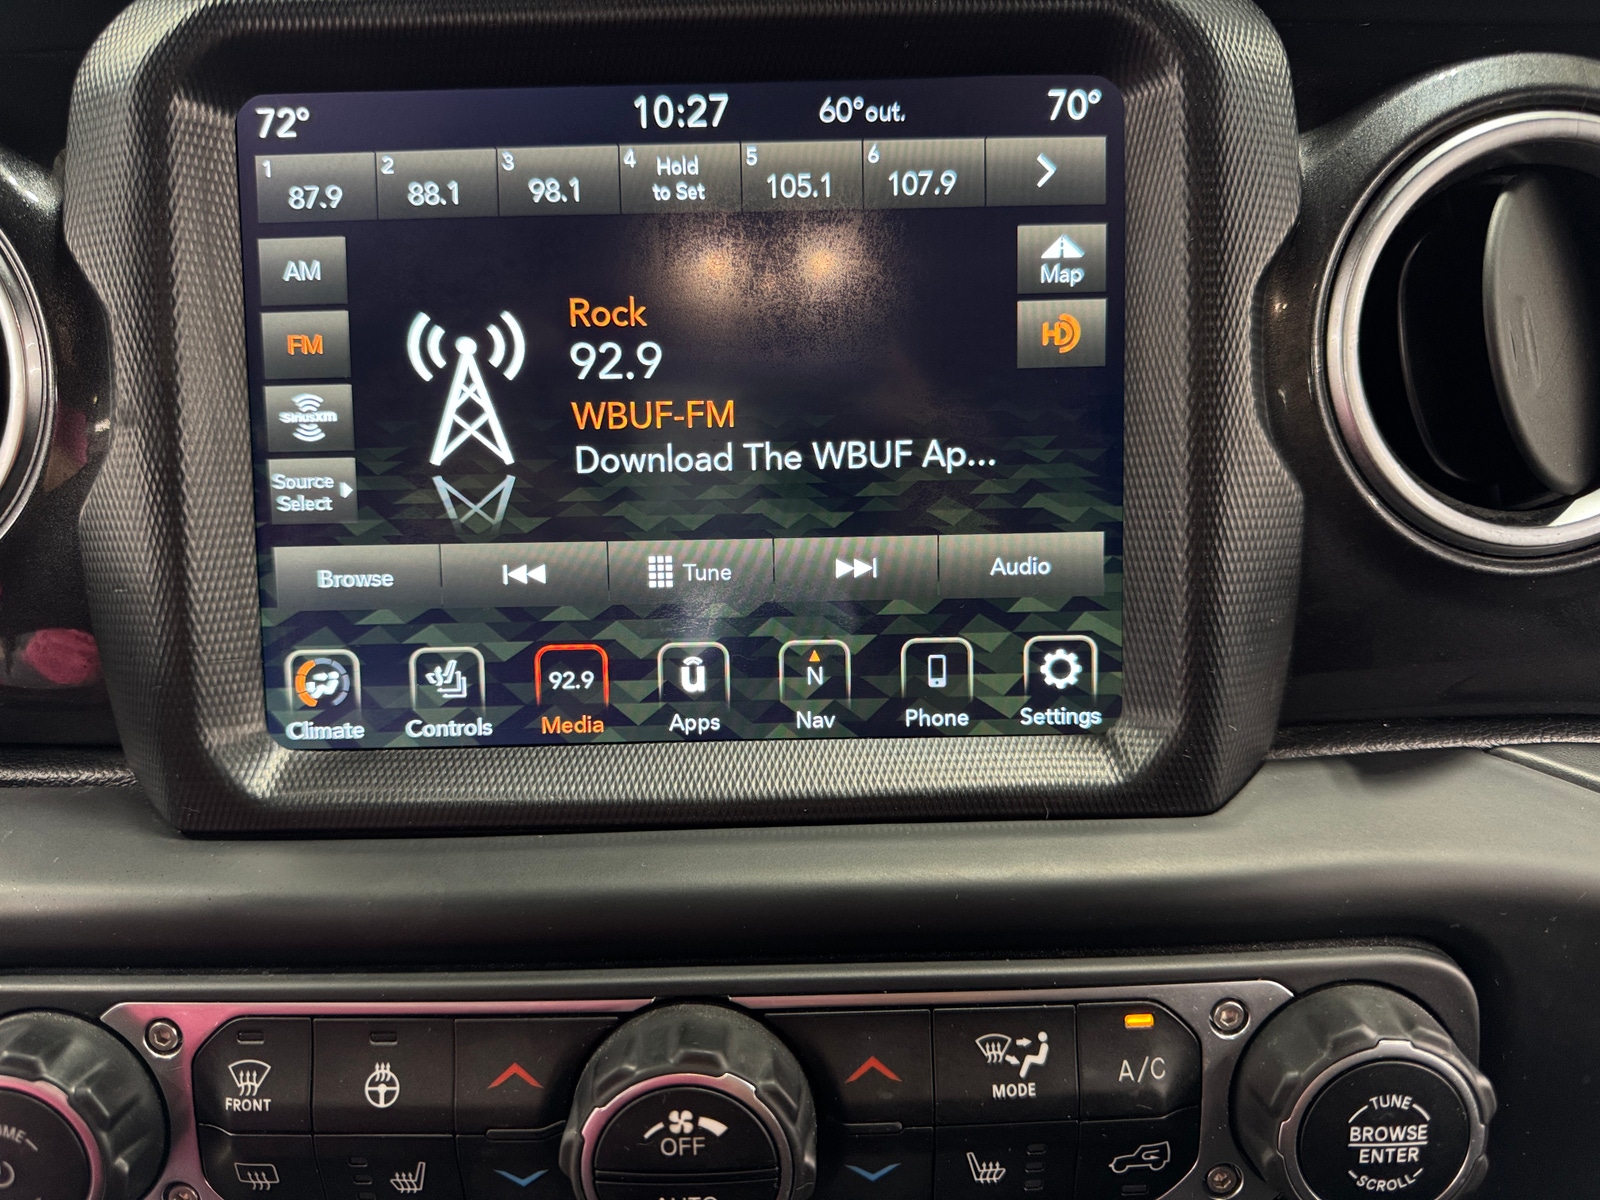 72° 10:27 60°out. 70°
1 87.9 2 88.1 3 98.1 4 Hold to Set 5 105.1 6 107.9
AM
Map
FM
HD
SiriusXM
Source
Select
Rock
92.9
WBUF-FM
Download The WBUF Ap...
Browse Tune Audio
92.9 u N
Climate Controls Media Apps Nav Phone Settings
FRONT
OFF
AUTO
MODE
A/C
TUNE
BROWSE
ENTER
SCROLL